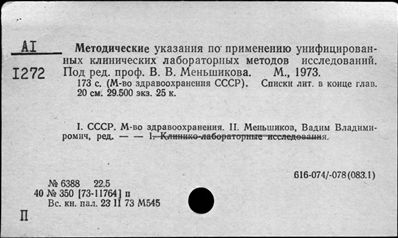 AI
I272
Методические указания по применению унифицирован-
ных клинических лабораторных методов исследований.
Под ред. проф. В. В. Меньшикова. М., 1973.
173 с. (М-во здравоохранения СССР). Списки лит. в конце глав.
20 см. 29.500 экз. 25 к.
I. СССР. М-во здравоохранения. II. Меньшиков, Вадим Владими-
рович, ред. — — 1. Клинико-лабораторные исследования.
616-074/-078(083.1)
№ 6388 22.5
40 № 350 [73-11764] п
Вс. кн. пал. 23 II 73 М545
П